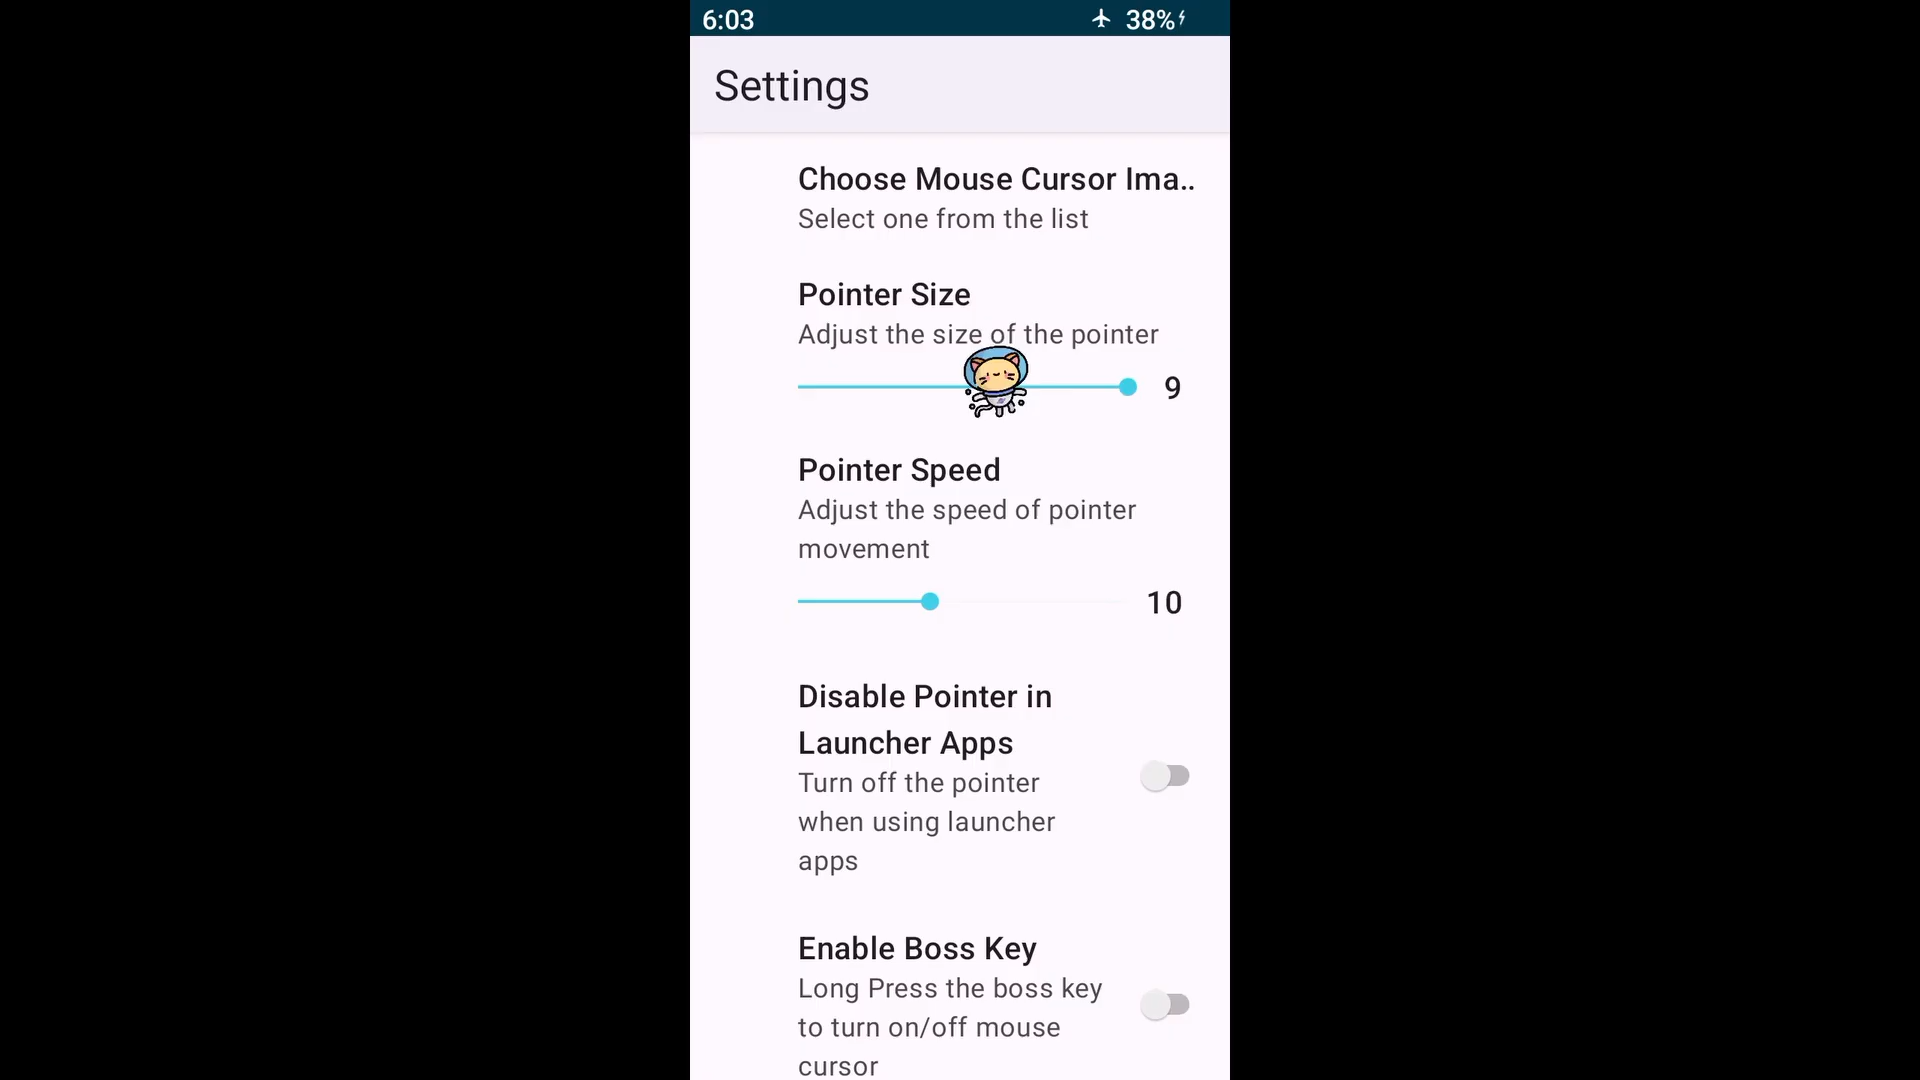 6:03
38%
Settings
Choose Mouse Cursor Ima..
Select one from the list
Pointer Size
Adjust the size of the pointer
9
Pointer Speed
Adjust the speed of pointer
movement
10
Disable Pointer in
Launcher Apps
Turn off the pointer
when using launcher
apps
Enable Boss Key
Long Press the boss key
to turn on/off mouse
cursor